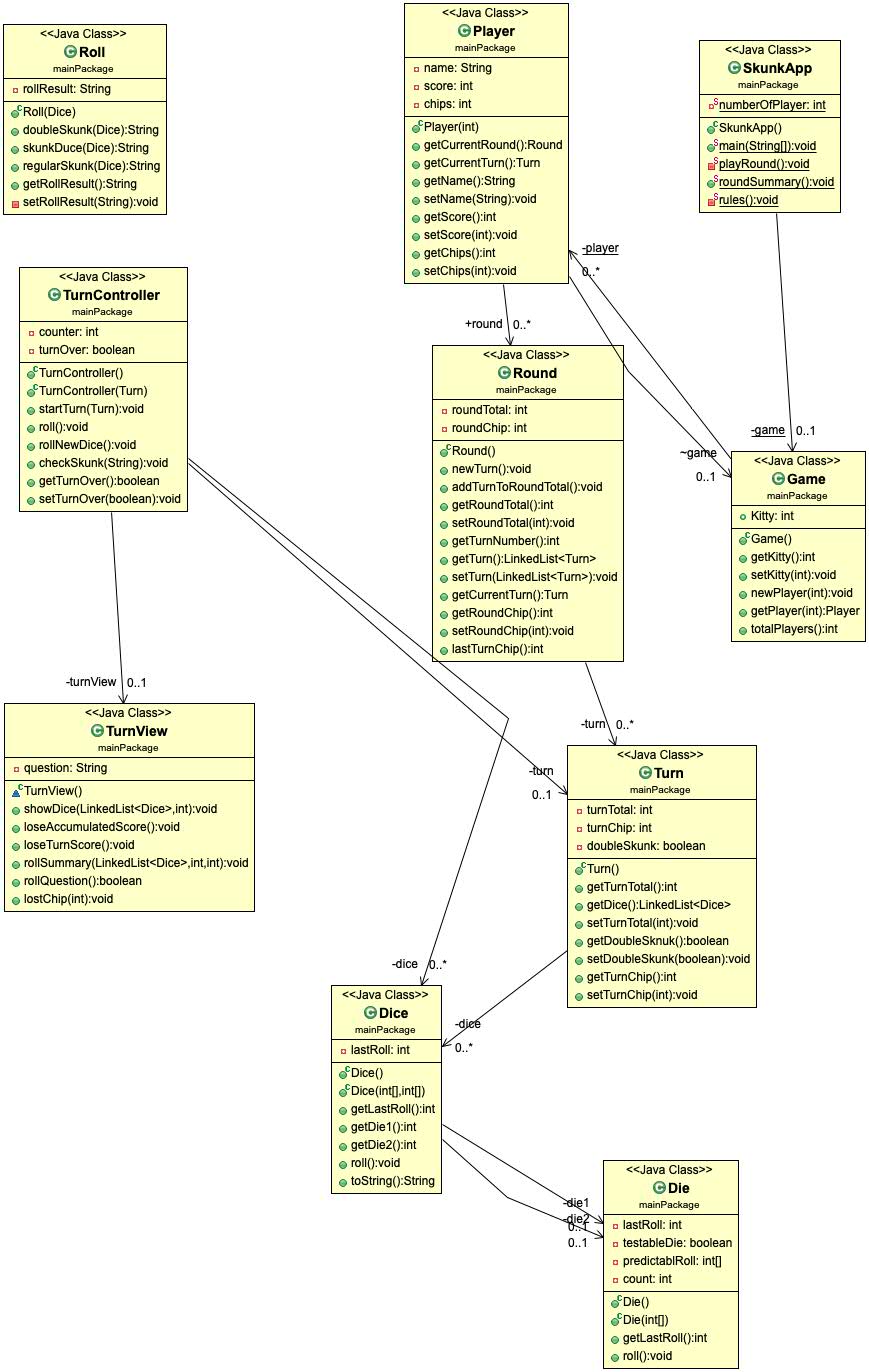 <<Java Class>>
Roll
mainPackage
rollResult: String
Roll(Dice)
doubleSkunk(Dice):String
skunkDuce(Dice):String
regularSkunk(Dice):String
getRollResult():String
setRollResult(String):void
<<Java Class>>
Player
mainPackage
name: String
score: int
chips: int
Player(int)
getCurrentRound():Round
getCurrentTurn():Turn
getName():String
setName(String):void
getScore():int
setScore(int):void
getChips():int
setChips(int):void
<<Java Class>>
SkunkApp
mainPackage
numberOfPlayer: int
SkunkApp()
main(String[]):void
playRound():void
roundSummary():void
rules():void
-player
0..*
+round 0..*
~game
0..1
-game 0..1
<<Java Class>>
TurnController
mainPackage
counter: int
turnOver: boolean
TurnController()
TurnController(Turn)
startTurn(Turn):void
roll():void
rollNewDice():void
checkSkunk(String):void
getTurnOver():boolean
setTurnOver(boolean):void
<<Java Class>>
Round
mainPackage
roundTotal: int
roundChip: int
Round()
newTurn():void
addTurnToRoundTotal():void
getRoundTotal():int
setRoundTotal(int):void
getTurnNumber():int
getTurn():LinkedList<Turn>
setTurn(LinkedList<Turn>):void
getCurrentTurn():Turn
getRoundChip():int
setRoundChip(int):void
lastTurnChip():int
<<Java Class>>
Game
mainPackage
Kitty: int
Game()
getKitty():int
setKitty(int):void
newPlayer(int):void
getPlayer(int):Player
totalPlayers():int
-turnView 0..1
-turn 0..*
-turn
0..1
<<Java Class>>
TurnView
mainPackage
question: String
TurnView()
showDice(LinkedList<Dice>,int):void
loseAccumulatedScore():void
loseTurnScore():void
rollSummary(LinkedList<Dice>,int,int):void
rollQuestion():boolean
lostChip(int):void
<<Java Class>>
Turn
mainPackage
turnTotal: int
turnChip: int
doubleSkunk: boolean
Turn()
getTurnTotal():int
getDice():LinkedList<Dice>
setTurnTotal(int):void
getDoubleSknuk():boolean
setDoubleSkunk(boolean):void
getTurnChip():int
setTurnChip(int):void
-dice 0..*
-dice
0..*
<<Java Class>>
Dice
mainPackage
lastRoll: int
Dice()
Dice(int[],int[])
getLastRoll():int
getDie1():int
getDie2():int
roll():void
toString():String
-die1
-die2
0..1
0..1
<<Java Class>>
Die
mainPackage
lastRoll: int
testableDie: boolean
predictablRoll: int[]
count: int
Die()
Die(int[])
getLastRoll():int
roll():void